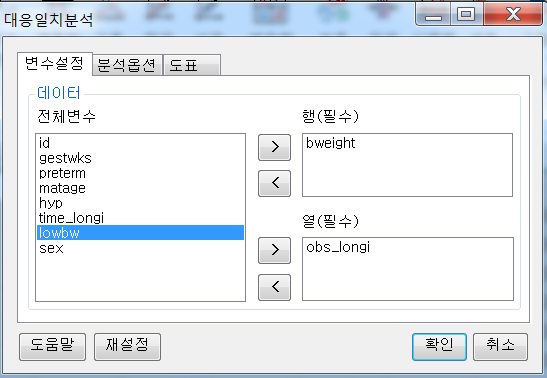 대응일치분석
변수설정
분석옵션
도표
데이터
전체변수
id
gestwks
preterm
matage
hyp
time_longi
lowbw
sex
>
<
행(필수)
bweight
>
<
열(필수)
obs_longi
도움말
재설정
확인
취소